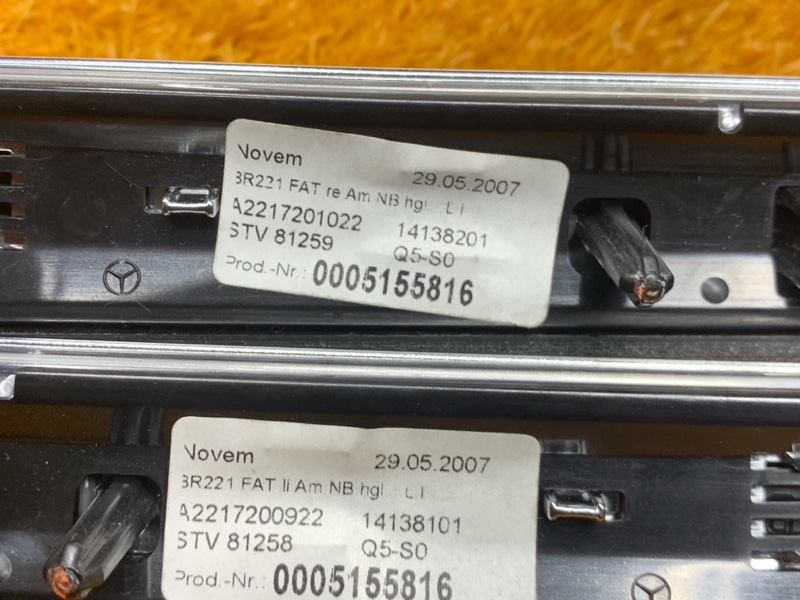 Novem 29.05.2007
BR221 FAT re Am NB hgl. L I
A2217201022 14138201
STV 81259 Q5-S0
Prod.-Nr.: 0005155816
Novem 29.05.2007
BR221 FAT li Am NB hgl. L I
A2217200922 14138101
STV 81258 Q5-S0
Prod.-Nr.: 0005155816